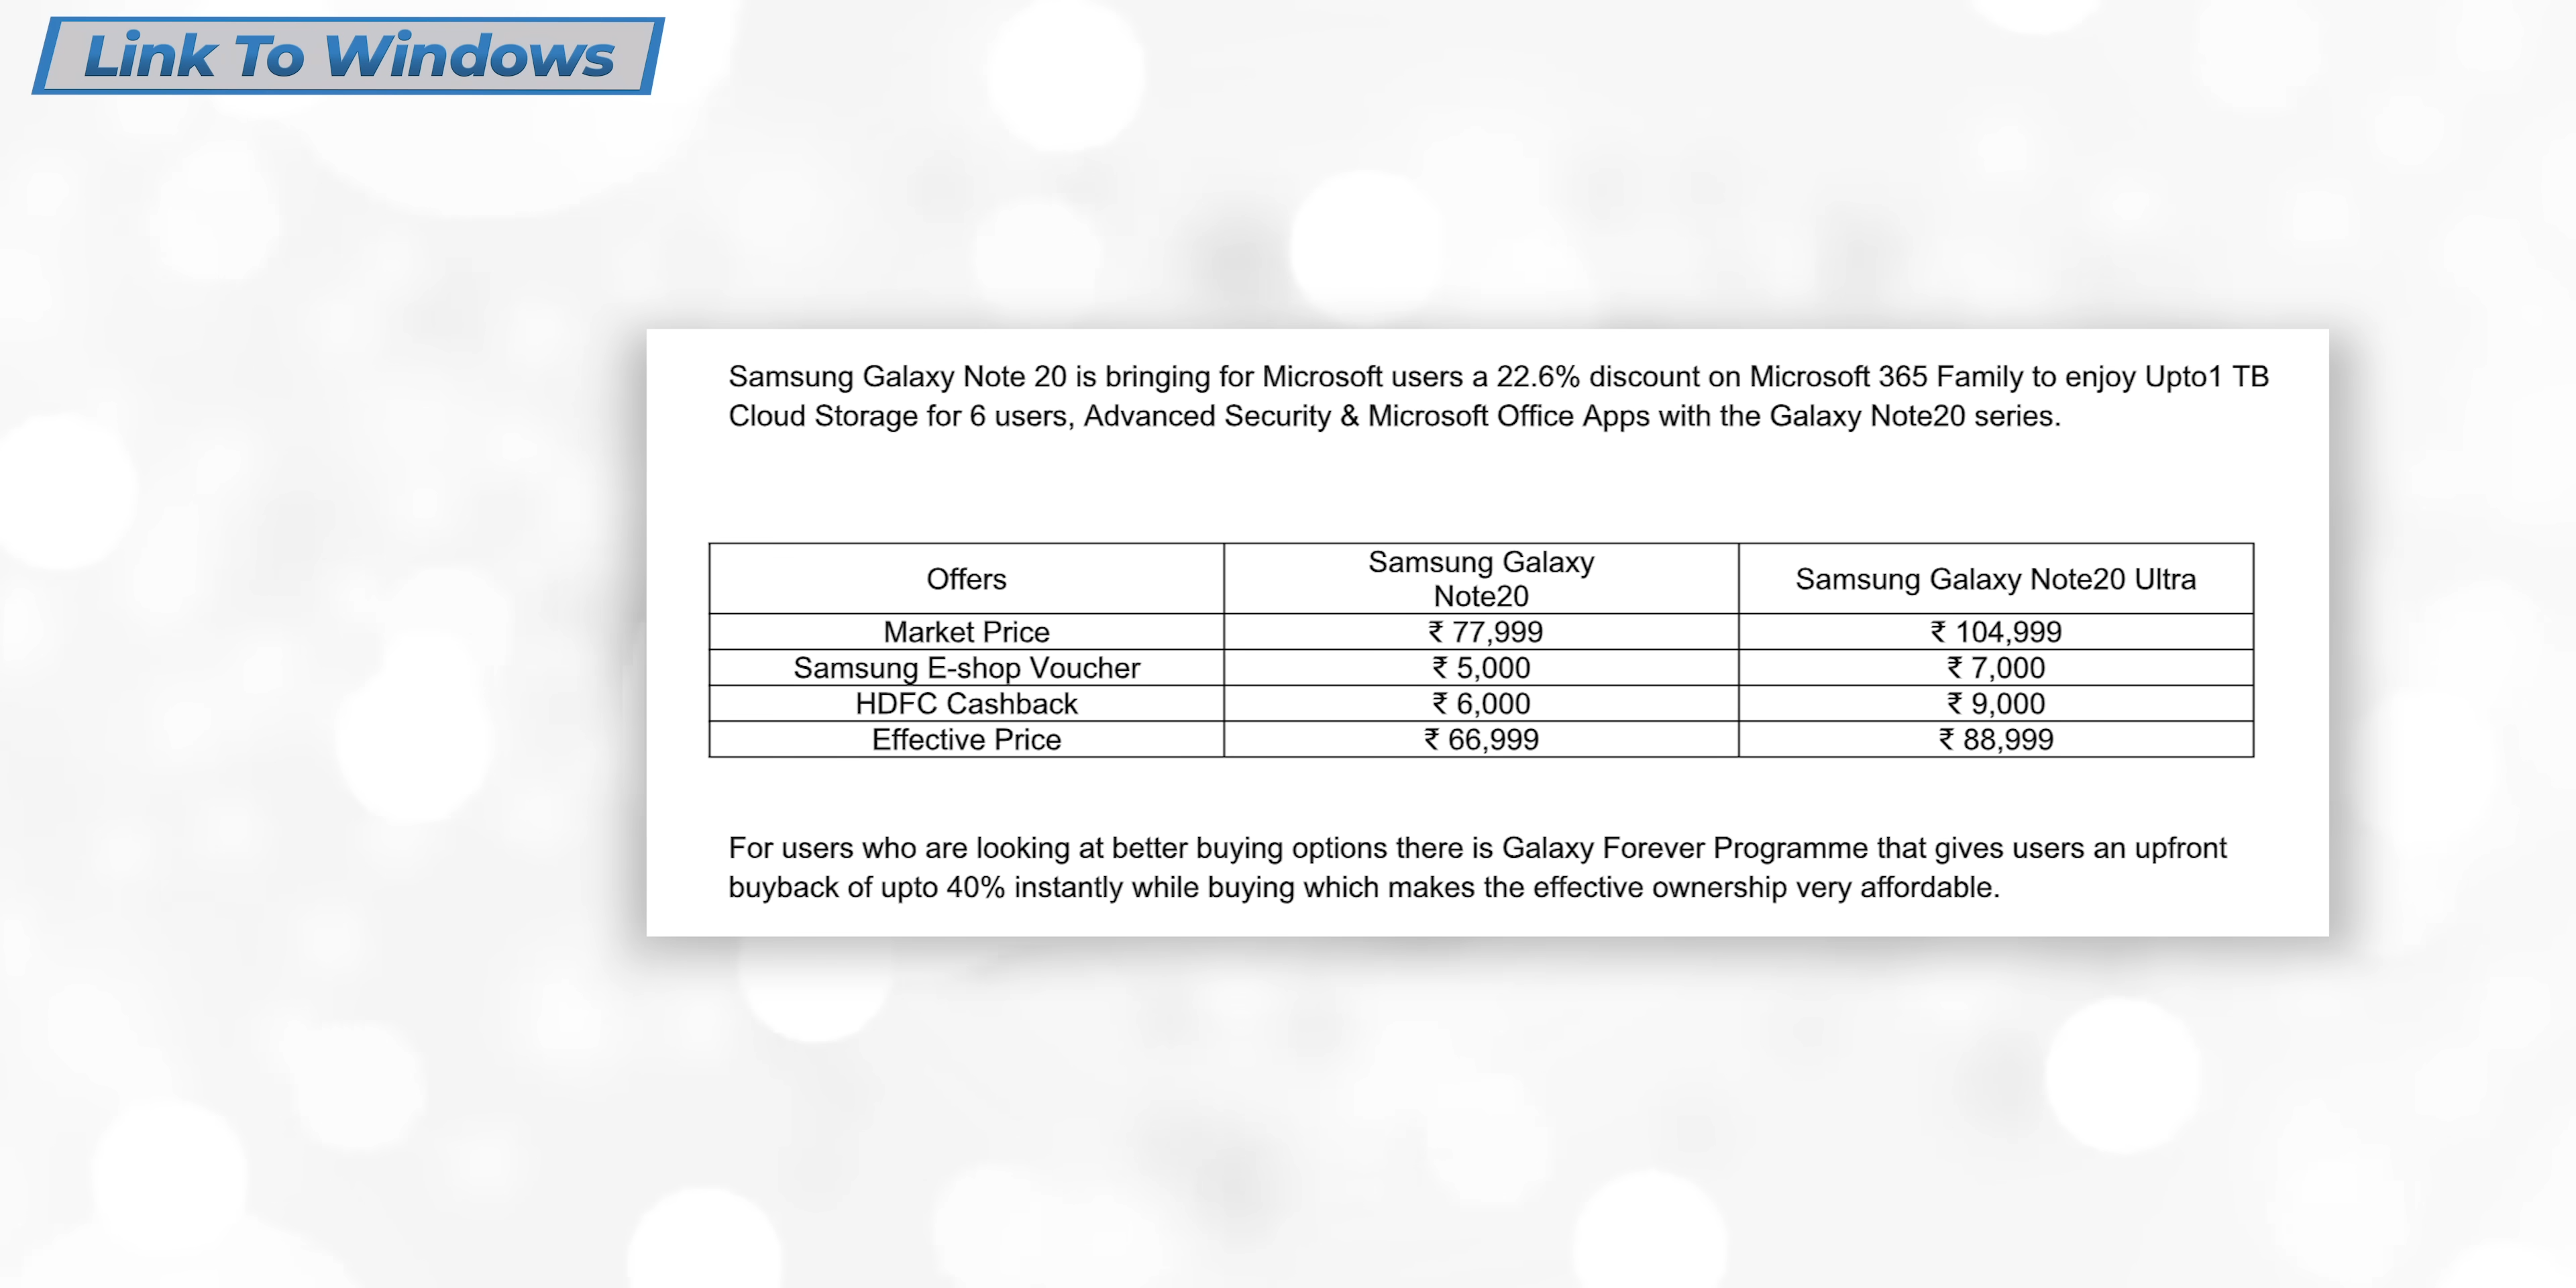 Link To Windows
Samsung Galaxy Note 20 is bringing for Microsoft users a 22.6% discount on Microsoft 365 Family to enjoy Upto1 TB
Cloud Storage for 6 users, Advanced Security & Microsoft Office Apps with the Galaxy Note20 series.
Offers Samsung Galaxy Note20 Samsung Galaxy Note20 Ultra
Market Price ₹ 77,999 ₹ 104,999
Samsung E-shop Voucher ₹ 5,000 ₹ 7,000
HDFC Cashback ₹ 6,000 ₹ 9,000
Effective Price ₹ 66,999 ₹ 88,999
For users who are looking at better buying options there is Galaxy Forever Programme that gives users an upfront
buyback of upto 40% instantly while buying which makes the effective ownership very affordable.